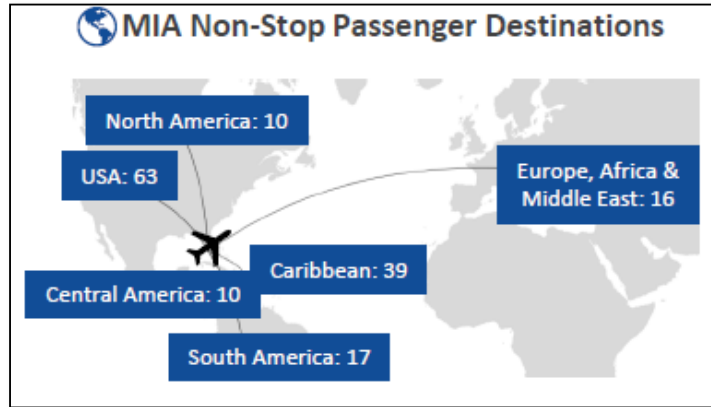 MIA Non-Stop Passenger Destinations
North America: 10
USA: 63
Europe, Africa &
Middle East: 16
Caribbean: 39
Central America: 10
South America: 17